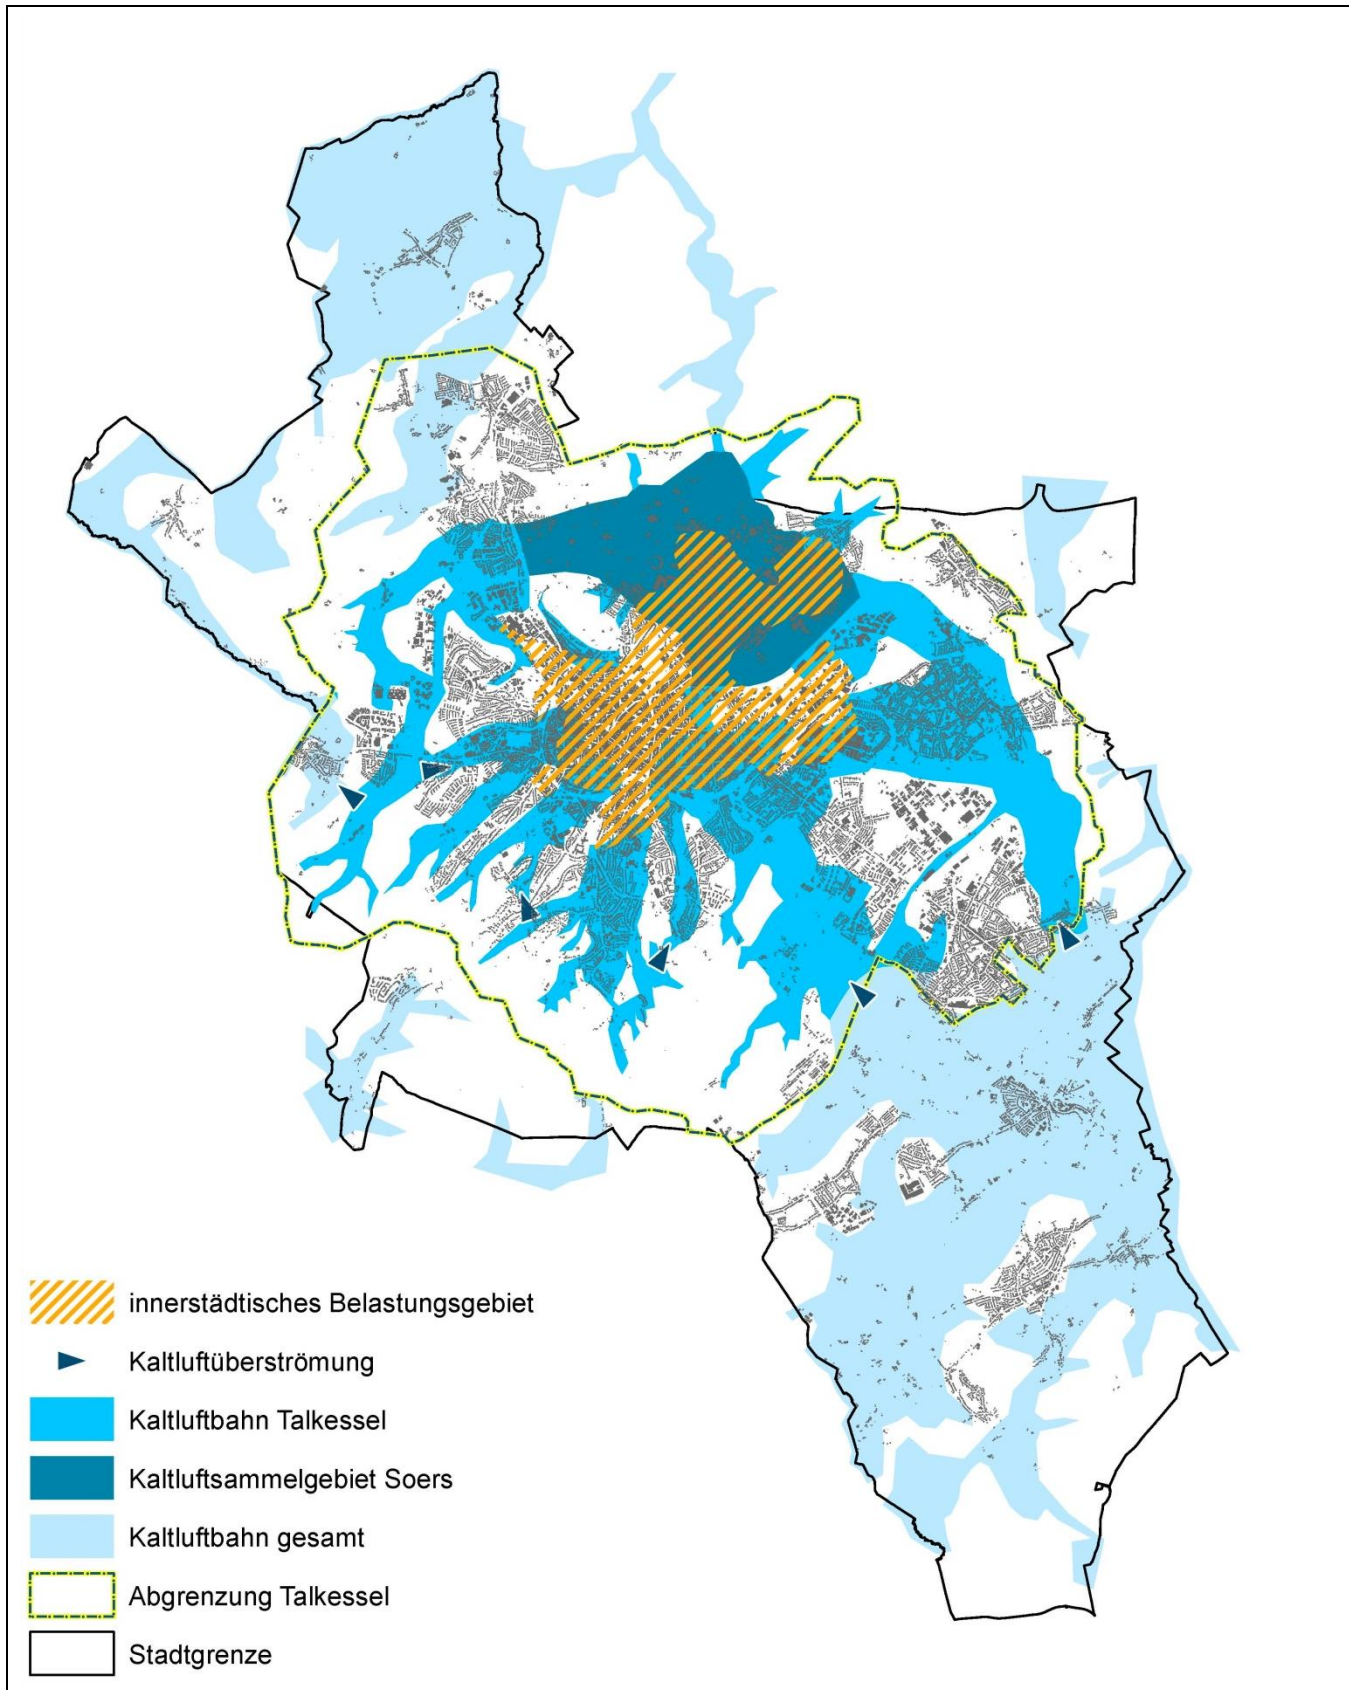 innerstädtisches Belastungsgebiet
Kaltluftüberströmung
Kaltluftbahn Talkessel
Kaltluftsammelgebiet Soers
Kaltluftbahn gesamt
Abgrenzung Talkessel
Stadtgrenze